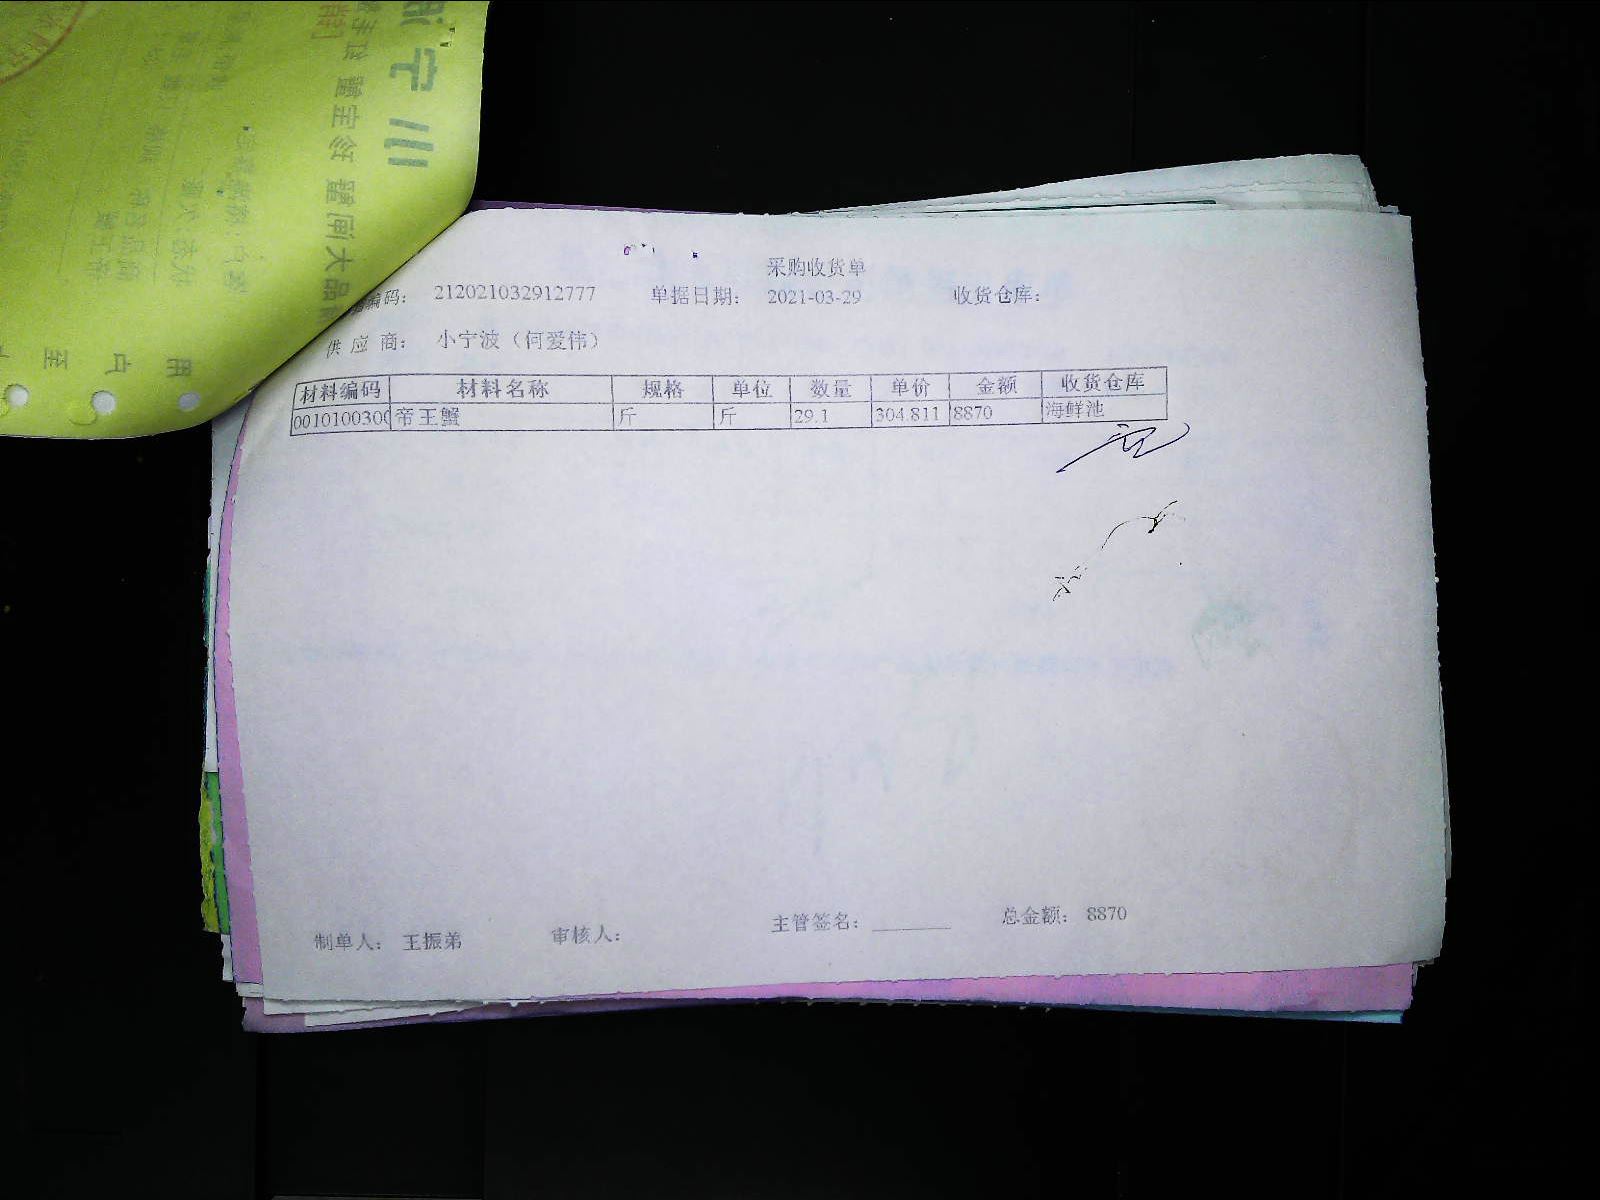 采购收货单
编码： 212021032912777 单据日期： 2021-03-29 收货仓库：
供应商： 小宁波（何爱伟）
材料编码 材料名称 规格 单位 数量 单价 金额 收货仓库
0010100300 帝王蟹 斤 斤 29.1 304.811 8870 海鲜池
制单人： 王振弟 审核人： 主管签名： 总金额： 8870